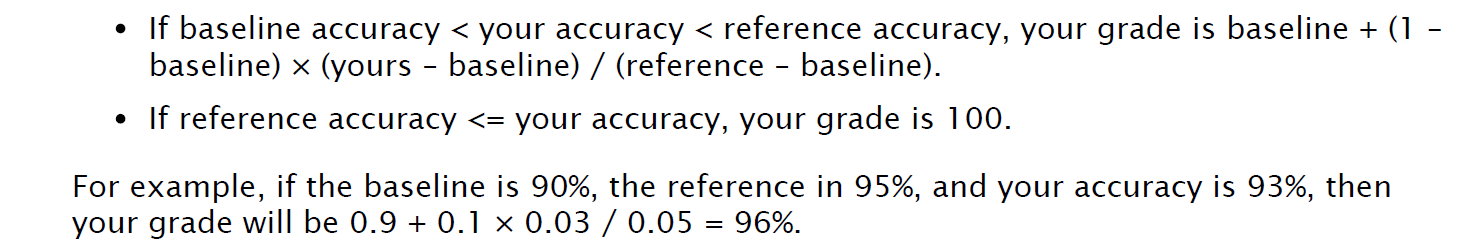 • If baseline accuracy < your accuracy < reference accuracy, your grade is baseline + (1 –
baseline) × (yours – baseline) / (reference – baseline).
• If reference accuracy <= your accuracy, your grade is 100.
For example, if the baseline is 90%, the reference in 95%, and your accuracy is 93%, then
your grade will be 0.9 + 0.1 × 0.03 / 0.05 = 96%.